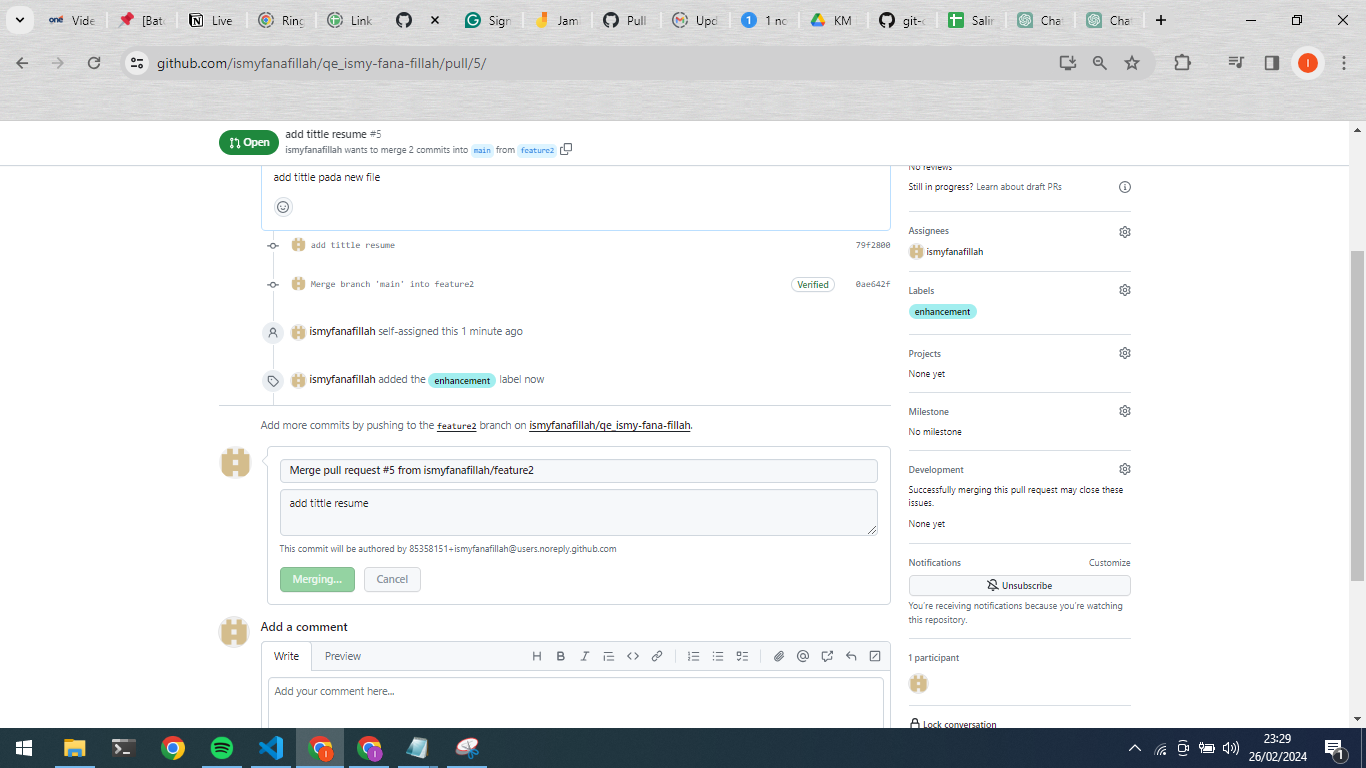 Vide
[Bato
Live
Ring
Link
Sign
Jam
Pull
Upd
1 1 no
KM
git-c
Salin
Cha
Cha
github.com/ismyfanafillah/qe_ismy-fana-fillah/pull/5/
I
Open
add tittle resume #5
ismyfanafillah wants to merge 2 commits into main from feature2
add tittle pada new file
No reviews
Still in progress? Learn about draft PRs
add tittle resume 79f2800
Merge branch 'main' into feature2 Verified 0ae642f
ismyfanafillah self-assigned this 1 minute ago
ismyfanafillah added the enhancement label now
Assignees
ismyfanafillah
Labels
enhancement
Projects
None yet
Milestone
No milestone
Development
Successfully merging this pull request may close these
issues.
None yet
Notifications Customize
Unsubscribe
You're receiving notifications because you're watching
this repository.
1 participant
Lock conversation
Add more commits by pushing to the feature2 branch on ismyfanafillah/qe_ismy-fana-fillah.
Merge pull request #5 from ismyfanafillah/feature2
add tittle resume
This commit will be authored by 85358151+ismyfanafillah@users.noreply.github.com
Merging... Cancel
Add a comment
Write Preview
Add your comment here...
23:29
26/02/2024
1